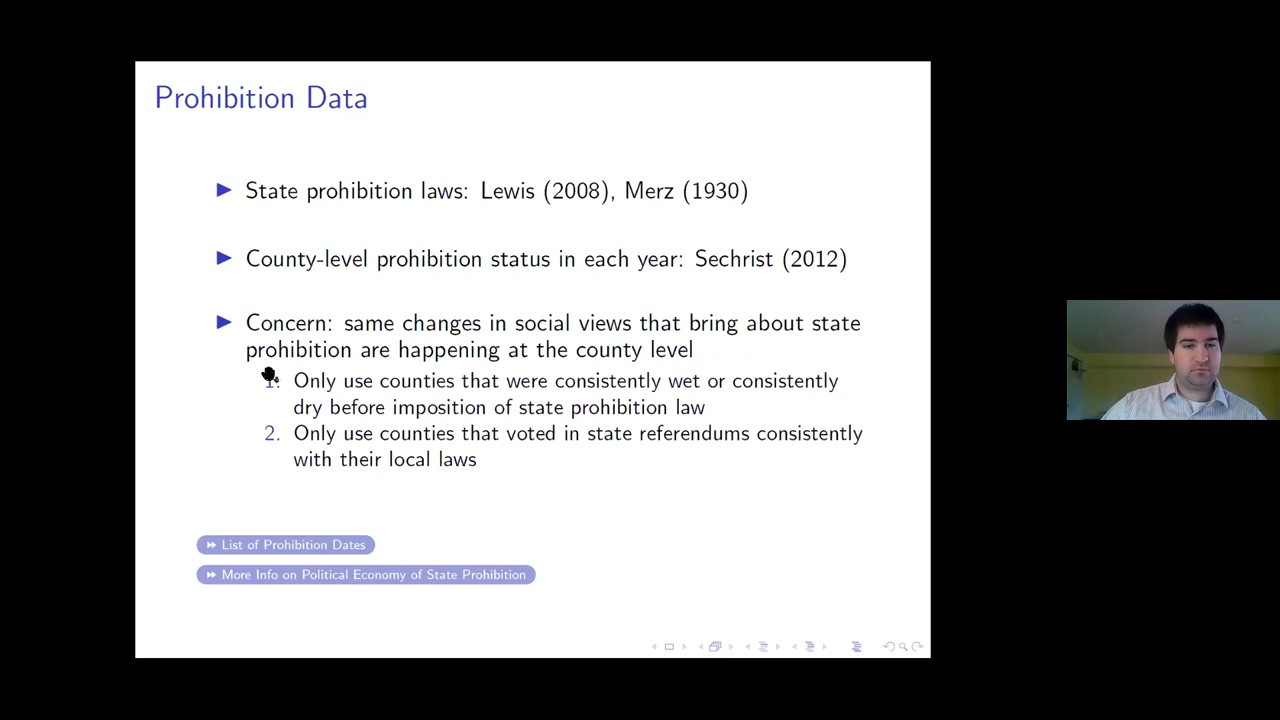 Prohibition Data
State prohibition laws: Lewis (2008), Merz (1930)
County-level prohibition status in each year: Sechrist (2012)
Concern: same changes in social views that bring about state
prohibition are happening at the county level
1. Only use counties that were consistently wet or consistently
dry before imposition of state prohibition law
2. Only use counties that voted in state referendums consistently
with their local laws
List of Prohibition Dates
More Info on Political Economy of State Prohibition